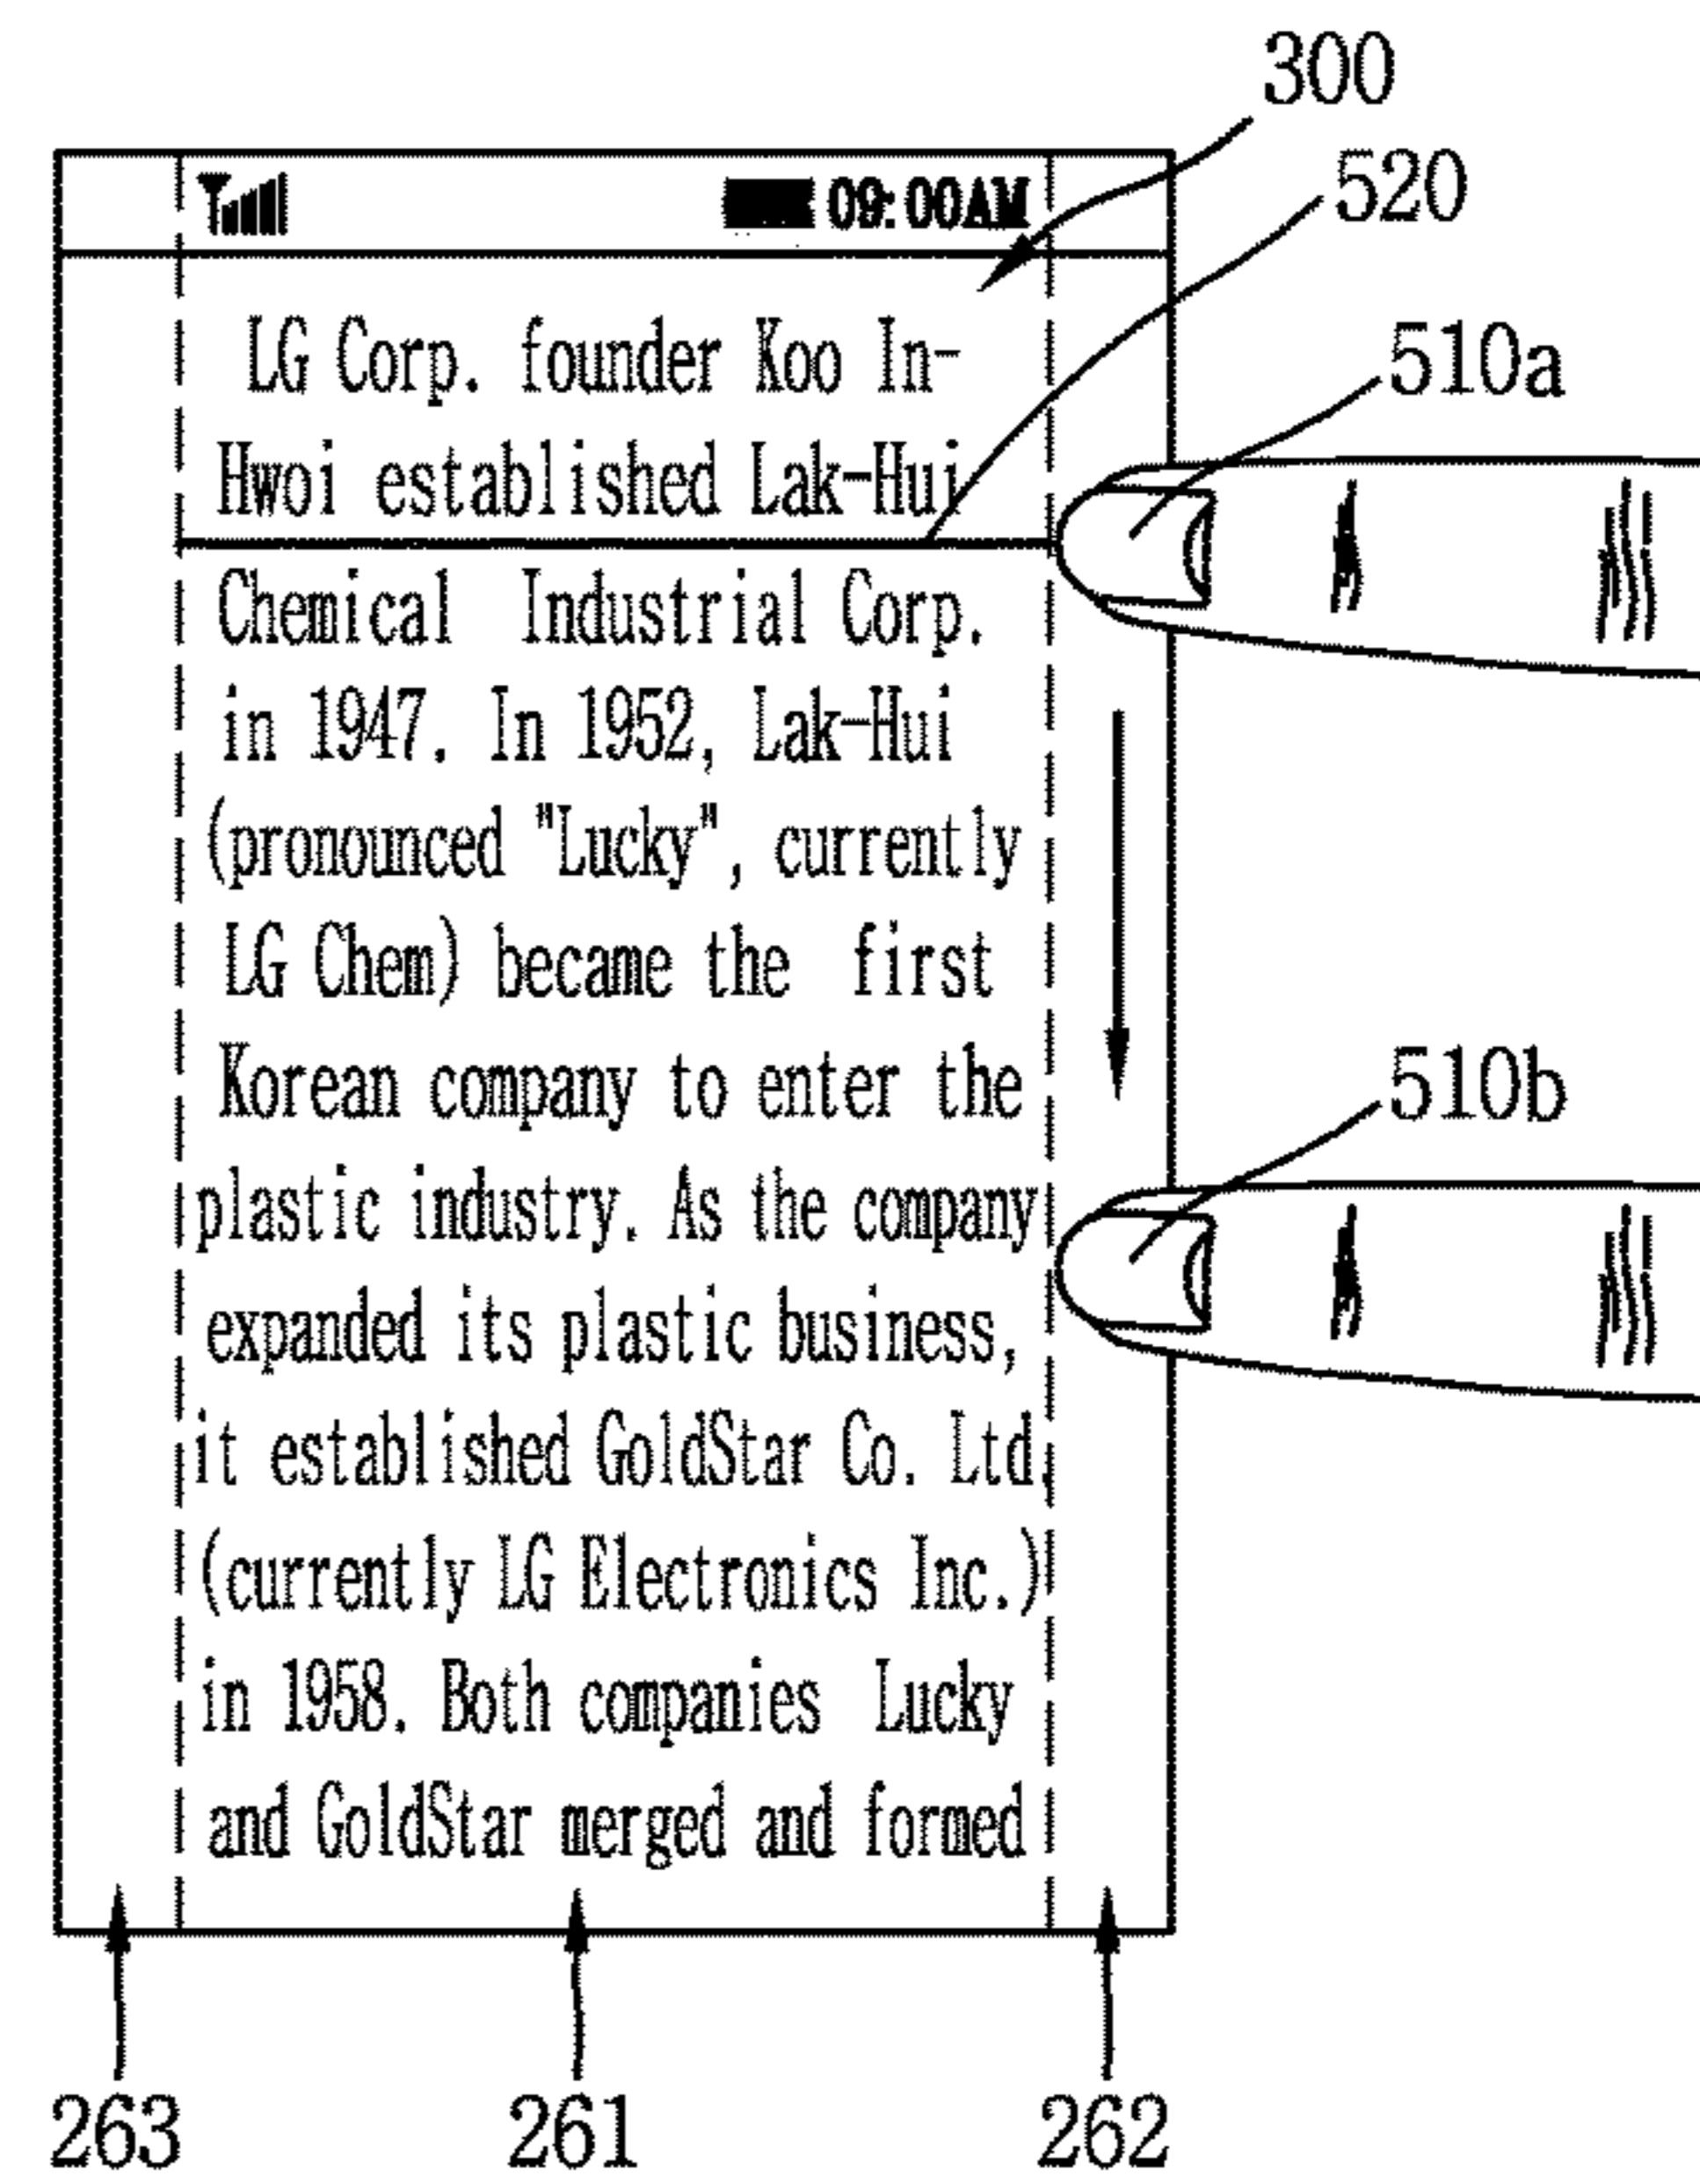 300
520
09:00AM
510a
LG Corp. founder Koo In-
Hwoi established Lak-Hui
Chemical Industrial Corp.
in 1947. In 1952, Lak-Hui
(pronounced "Lucky", currently
LG Chem) became the first
510b
Korean company to enter the
plastic industry. As the company
expanded its plastic business,
it established GoldStar Co. Ltd.
(currently LG Electronics Inc.)
in 1958. Both companies Lucky
and GoldStar merged and formed
263 261 262